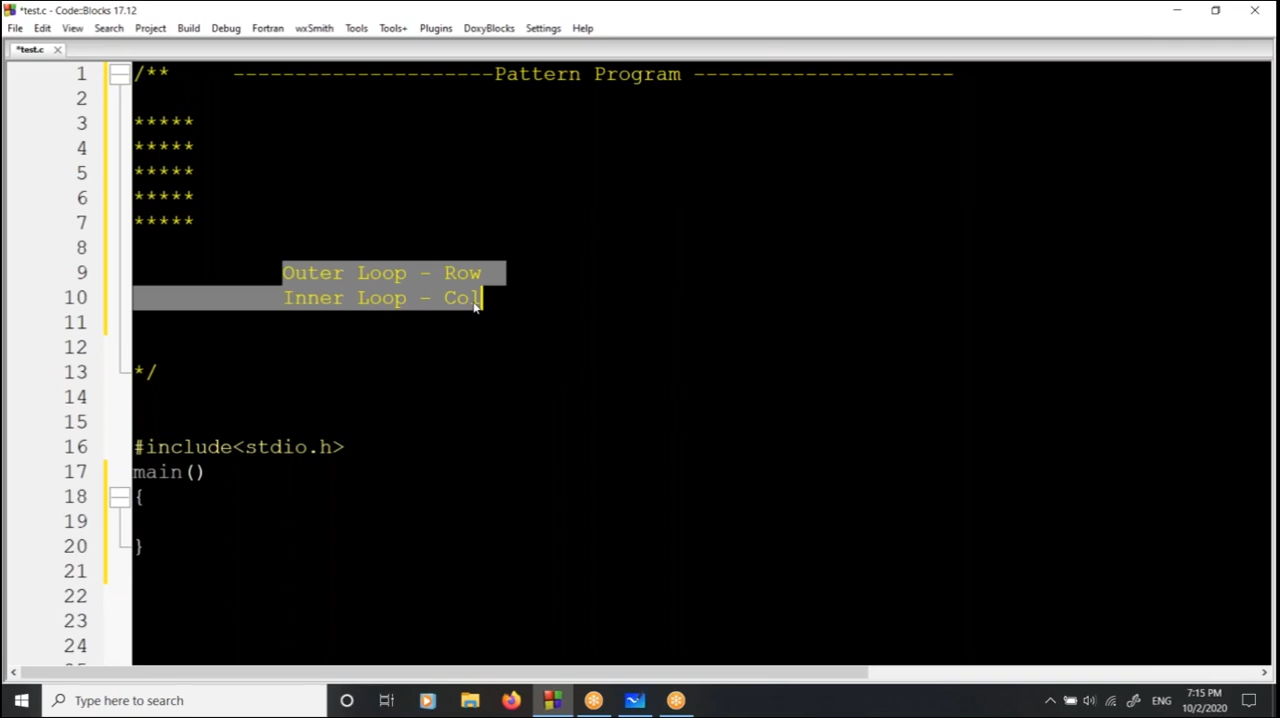 *test.c - Code::Blocks 17.12
File Edit View Search Project Build Debug Fortran wxSmith Tools Tools+ Plugins DoxyBlocks Settings Help
*test.c
1 /** ---------------------Pattern Program ---------------------
2
3 *****
4 *****
5 *****
6 *****
7 *****
8
9 Outer Loop - Row
10 Inner Loop - Col
11
12
13 */
14
15
16 #include<stdio.h>
17 main()
18 {
19
20 }
21
22
23
24
Type here to search
ENG
7:15 PM
10/2/2020